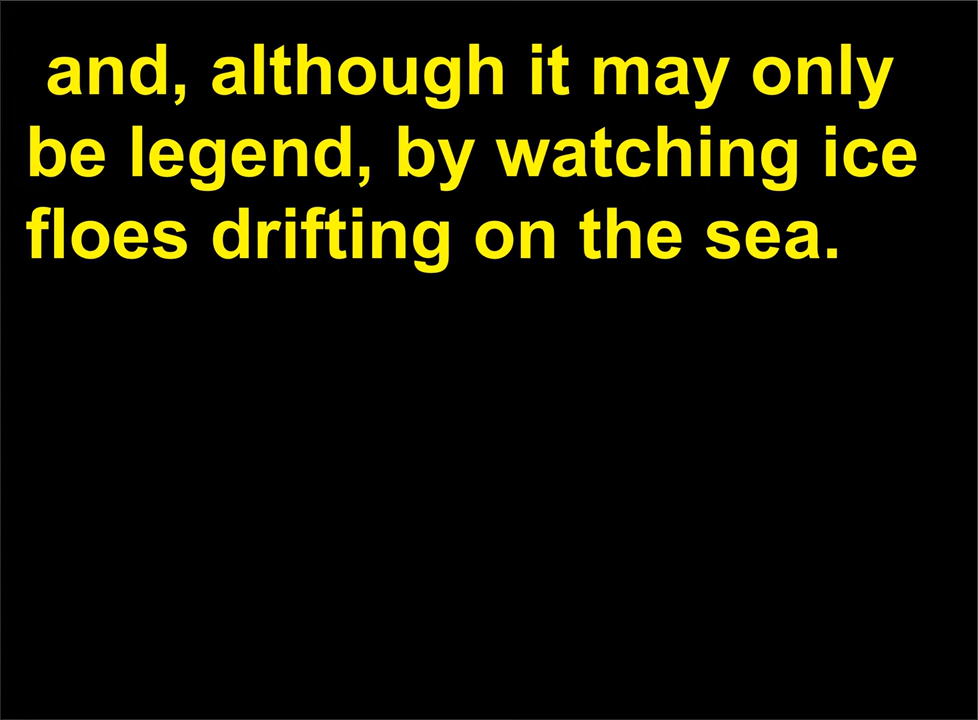 and, although it may only
be legend, by watching ice
floes drifting on the sea.